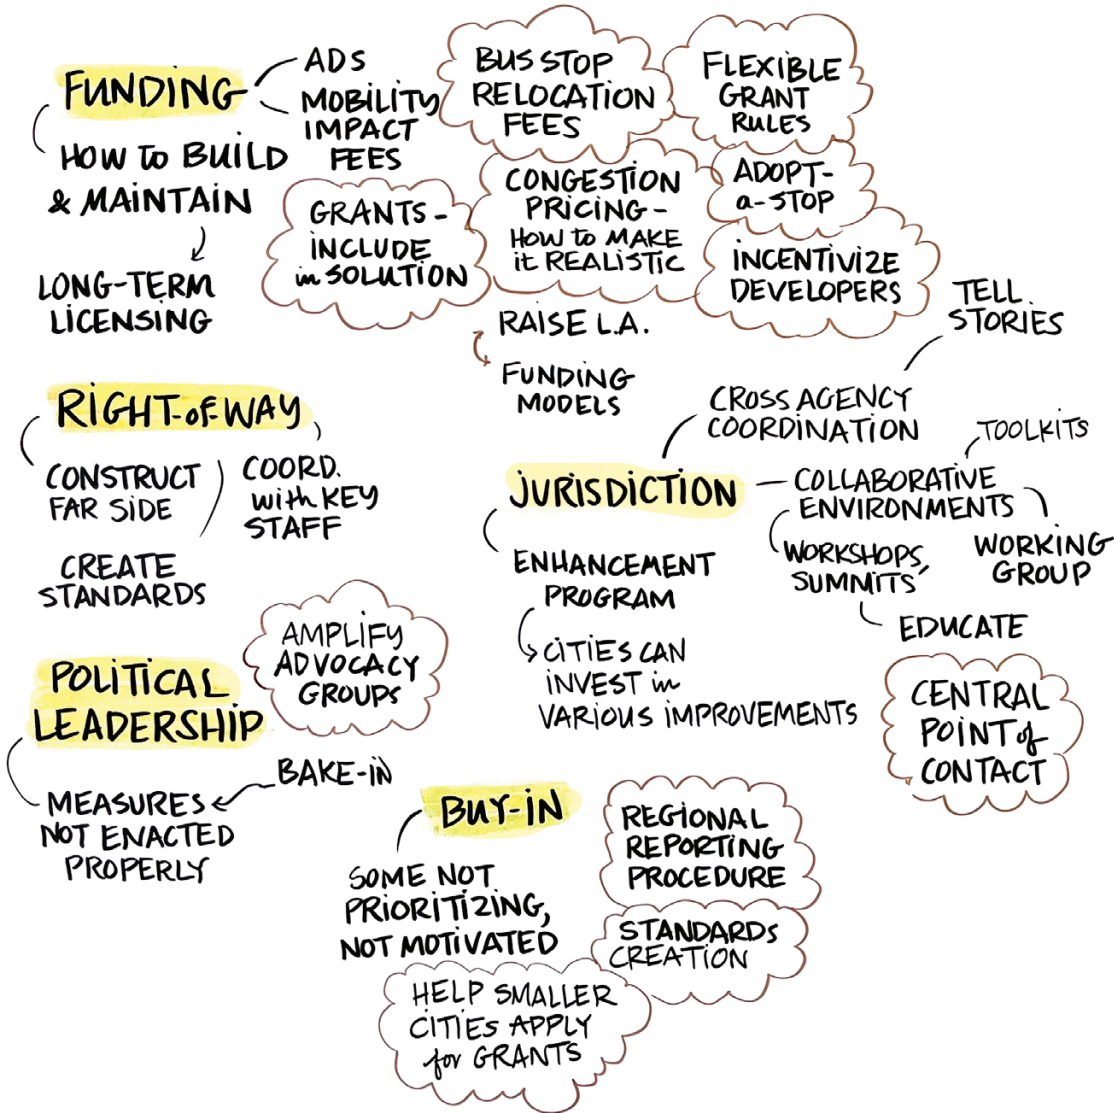 FUNDING
ADS
MOBILITY
IMPACT
FEES
HOW to BUILD
& MAINTAIN
LONG-TERM
LICENSING
GRANTS-
INCLUDE
in SOLUTION
BUS STOP
RELOCATION
FEES
FLEXIBLE
GRANT
RULES
CONGESTION
PRICING-
HOW to MAKE
it REALISTIC
ADOPT-
a-STOP
INCENTIVIZE
DEVELOPERS
RAISE L.A.
FUNDING
MODELS
RIGHT-of-WAY
CONSTRUCT
FAR SIDE
COORD.
with KEY
STAFF
CREATE
STANDARDS
JURISDICTION
CROSS AGENCY
COORDINATION
TELL
STORIES
COLLABORATIVE
ENVIRONMENTS
TOOLKITS
WORKING
GROUP
WORKSHOPS,
SUMMITS
EDUCATE
ENHANCEMENT
PROGRAM
CITIES CAN
INVEST in
VARIOUS IMPROVEMENTS
CENTRAL
POINT of
CONTACT
POLITICAL
LEADERSHIP
AMPLIFY
ADVOCACY
GROUPS
BAKE-IN
MEASURES
NOT ENACTED
PROPERLY
BUY-IN
SOME NOT
PRIORITIZING,
NOT MOTIVATED
REGIONAL
REPORTING
PROCEDURE
STANDARDS
CREATION
HELP SMALLER
CITIES APPLY
for GRANTS